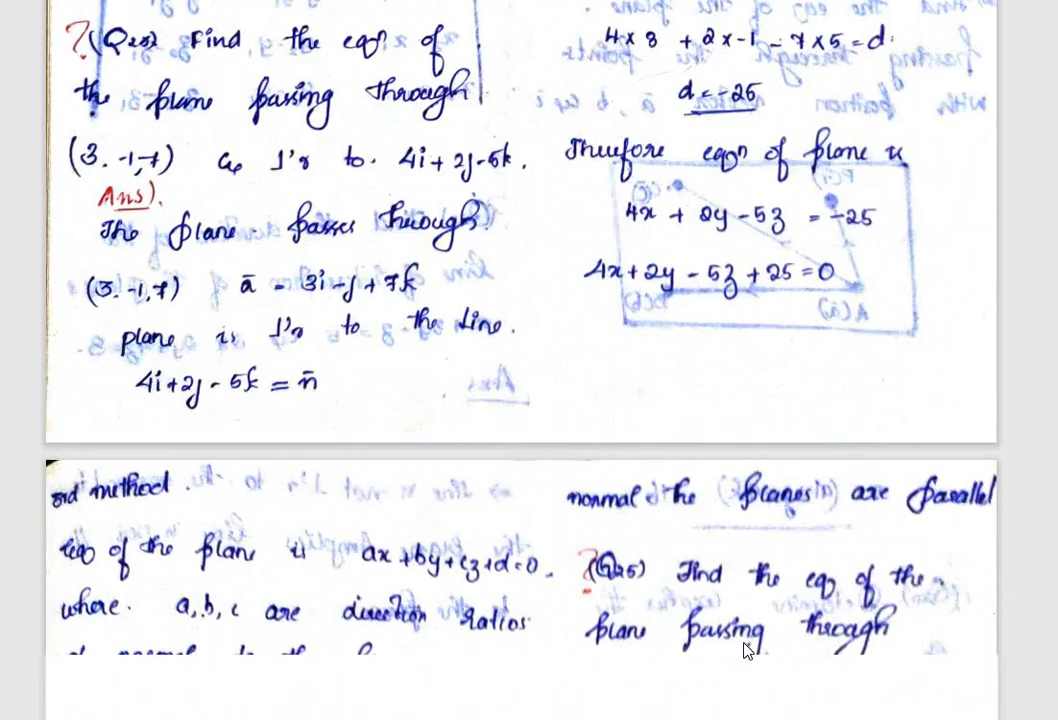 ?(Q23) Find the eqn of
the plane passing through
(3, -1, 7) & ⊥'r to. 4i + 2j - 5k.
Ans).
The plane passes through
(3, -1, 7) ā = 3i - j + 7k
plane is ⊥'r to the line.
4i + 2j - 5k = n̄
4 x 3 + 2 x -1 - 7 x 5 = d.
d = -25
Therefore eqn of plane is
4x + 2y - 5z = -25
4x + 2y - 5z + 25 = 0
method.
eq of the plane is ax + by + cz + d = 0.
where. a, b, c are direction Ratios
normal the planes are parallel
?(Q25) Find the eq of the
plane passing through